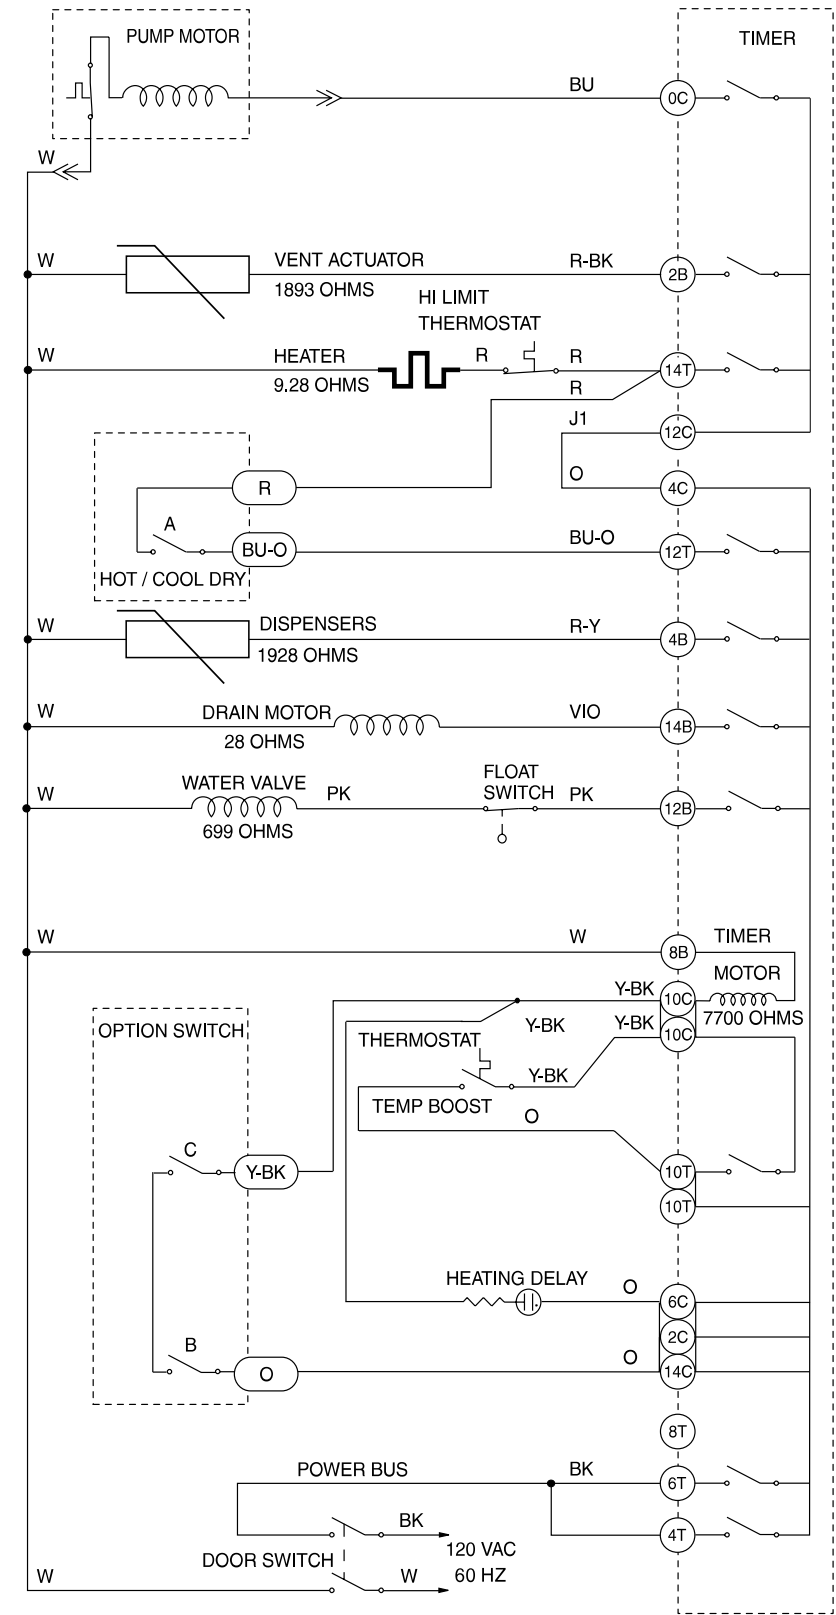 PUMP MOTOR
TIMER
BU
0C
W
W
VENT ACTUATOR
R-BK
2B
1893 OHMS
HI LIMIT
THERMOSTAT
W
HEATER
R
R
14T
9.28 OHMS
R
J1
12C
R
O
4C
A
BU-O
BU-O
12T
HOT / COOL DRY
W
DISPENSERS
R-Y
4B
1928 OHMS
W
DRAIN MOTOR
VIO
14B
28 OHMS
FLOAT
SWITCH
W
WATER VALVE
PK
PK
12B
699 OHMS
W
W
8B
TIMER
MOTOR
Y-BK
10C
7700 OHMS
OPTION SWITCH
Y-BK
Y-BK
10C
THERMOSTAT
Y-BK
TEMP BOOST
O
C
Y-BK
10T
10T
HEATING DELAY
O
6C
2C
B
O
O
14C
8T
POWER BUS
BK
6T
BK
4T
120 VAC
60 HZ
DOOR SWITCH
W
W